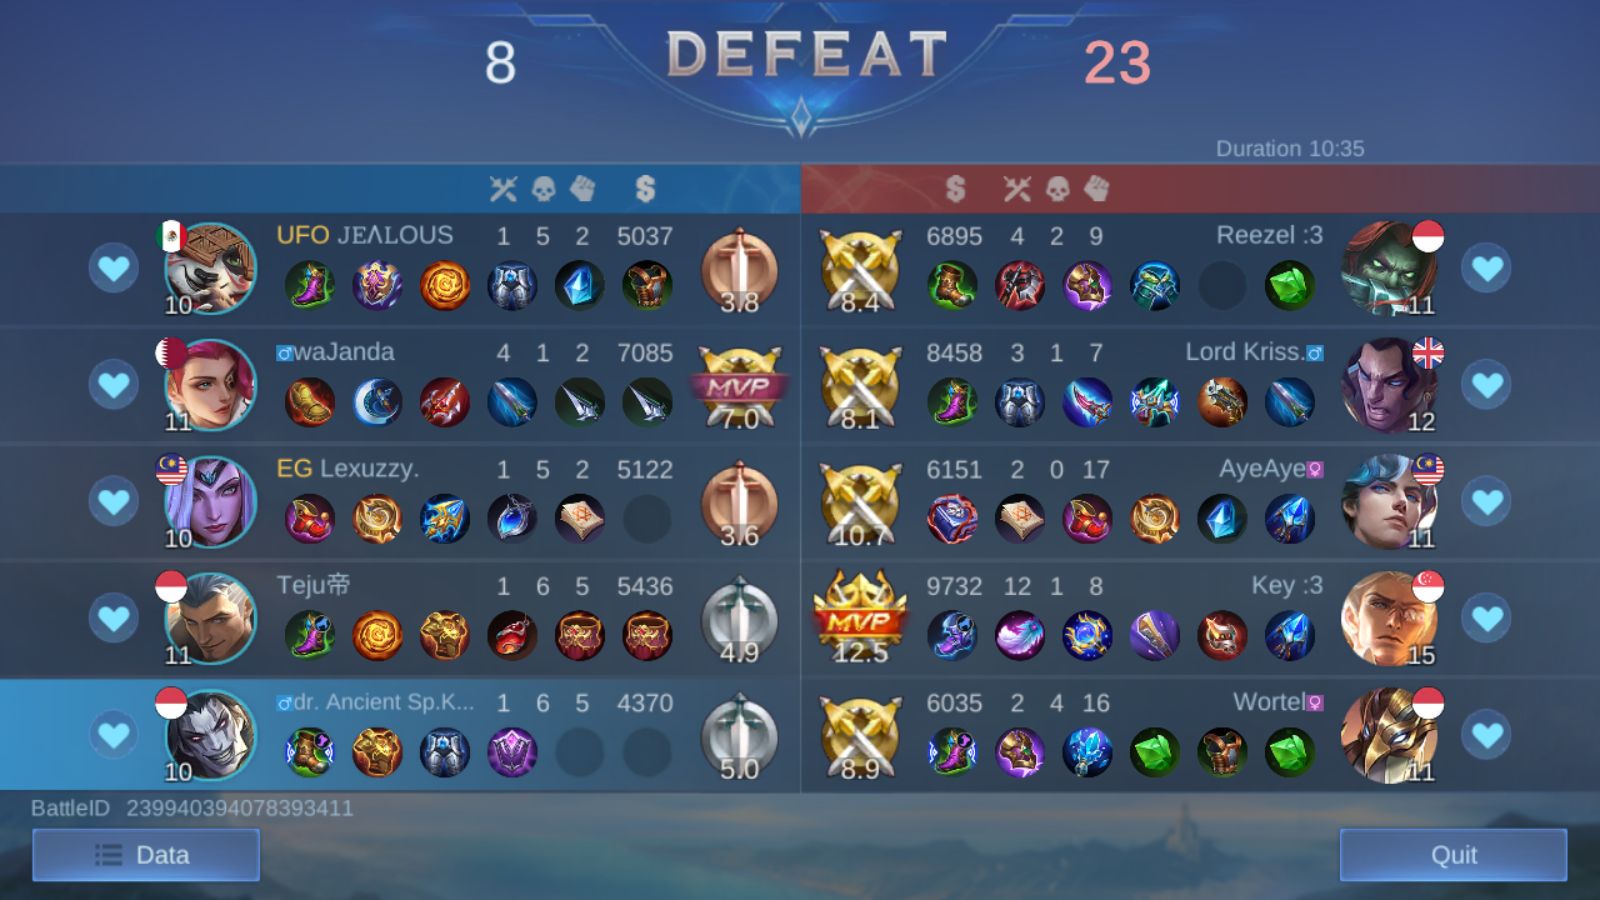 8 DEFEAT 23
Duration 10:35
UFO JEΛLOUS 1 5 2 5037
10 3.8
6895 4 2 9 Reezel :3
8.4 11
waJanda 4 1 2 7085
11 MVP 7.0
8458 3 1 7 Lord Kriss.
8.1 12
EG Lexuzzy. 1 5 2 5122
10 3.6
6151 2 0 17 AyeAye
10.7 11
Teju帝 1 6 5 5436
11 4.9
9732 12 1 8 Key :3
MVP 12.5 15
dr. Ancient Sp.K... 1 6 5 4370
10 5.0
6035 2 4 16 Wortel
8.9 11
BattleID 239940394078393411
Data
Quit